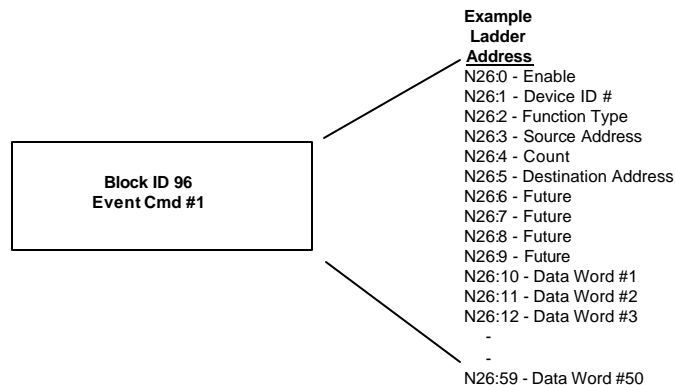 Example
Ladder
Address
N26:0 - Enable
N26:1 - Device ID #
N26:2 - Function Type
N26:3 - Source Address
N26:4 - Count
N26:5 - Destination Address
N26:6 - Future
N26:7 - Future
N26:8 - Future
N26:9 - Future
N26:10 - Data Word #1
N26:11 - Data Word #2
N26:12 - Data Word #3
-
-
N26:59 - Data Word #50
Block ID 96
Event Cmd #1